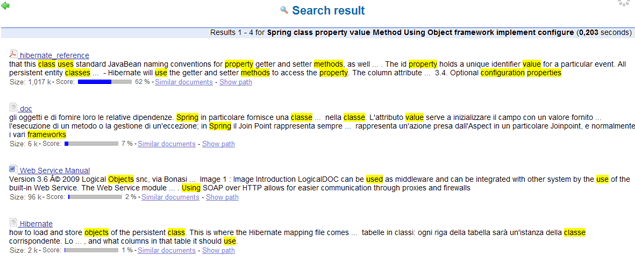 Search result
Results 1 - 4 for Spring class property value Method Using Object framework implement configure (0,203 seconds)
hibernate_reference
that this class uses standard JavaBean naming conventions for property getter and setter methods, as well ... . The id property holds a unique identifier value for a particular event. All
persistent entity classes ... - Hibernate will use the getter and setter methods to access the property. The column attribute ... 3.4. Optional configuration properties
Size: 1,017 k - Score: 62 % - Similar documents - Show path
doc
gli oggetti e di fornire loro le relative dipendenze. Spring in particolare fornisce una classe ... nella classe. L'attributo value serve a inizializzare il campo con un valore fornito ...
l'esecuzione di un metodo o la gestione di un'eccezione; in Spring il Join Point rappresenta sempre ... rappresenta un'azione presa dall'Aspect in un particolare Joinpoint, e normalmente
i vari frameworks
Size: 6 k - Score: 7 % - Similar documents - Show path
Web Service Manual
Version 3.6 Â© 2009 Logical Objects snc, via Bonasi ... Image 1 : Image Introduction LogicalDOC can be used as middleware and can be integrated with other system by the use of the
built-in Web Service. The Web Service module ... . Using SOAP over HTTP allows for easier communication through proxies and firewalls
Size: 96 k - Score: 2 % - Similar documents - Show path
Hibernate
how to load and store objects of the persistent class. This is where the Hibernate mapping file comes ... tabelle in classi: ogni riga della tabella sarà un'istanza della classe
corrispondente. Lo ... , and what columns in that table it should use.
Size: 2 k - Score: 1 % - Similar documents - Show path